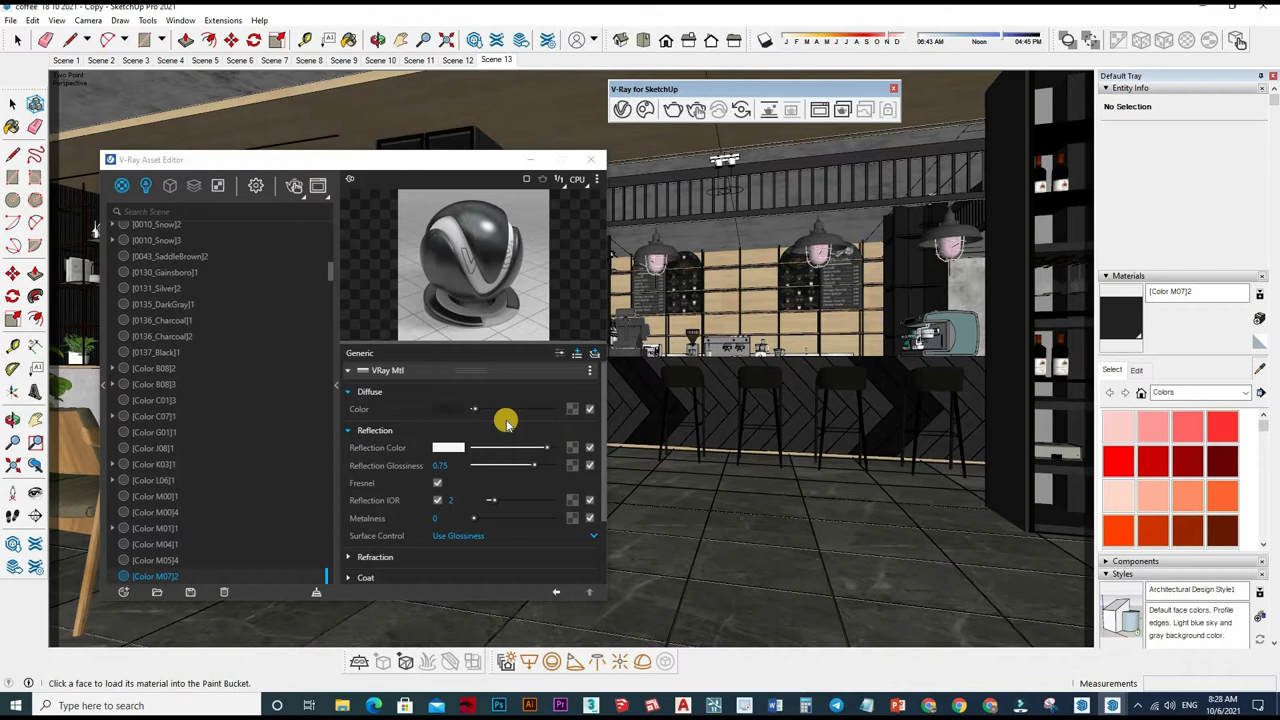 coffee  18 10 2021 - Copy - SketchUp Pro 2021
File Edit View Camera Draw Tools Window Extensions Help
J F M A M J J A S O N D 06:43 AM Noon 04:45 PM
Scene 1 Scene 2 Scene 3 Scene 4 Scene 5 Scene 6 Scene 7 Scene 8 Scene 9 Scene 10 Scene 11 Scene 12 Scene 13
Two Point
Perspective
V-Ray for SketchUp
V-Ray Asset Editor
CPU
Search Scene
[0010_Snow]2
[0010_Snow]3
[0043_SaddleBrown]2
[0130_Gainsboro]1
[0131_Silver]2
[0135_DarkGray]1
[0136_Charcoal]1
[0136_Charcoal]2
[0137_Black]1
[Color B08]2
[Color B08]3
[Color C01]3
[Color C07]1
[Color G01]1
[Color J08]1
[Color K03]1
[Color L06]1
[Color M00]1
[Color M00]4
[Color M01]1
[Color M04]1
[Color M05]4
[Color M07]2
Generic
VRay Mtl
Diffuse
Color
Reflection
Reflection Color
Reflection Glossiness 0.75
Fresnel
Reflection IOR 2
Metalness 0
Surface Control Use Glossiness
Refraction
Coat
Default Tray
Entity Info
No Selection
Materials
[Color M07]2
Select Edit
Colors
Components
Styles
Architectural Design Style1
Default face colors. Profile
edges. Light blue sky and
gray background color.
Click a face to load its material into the Paint Bucket.
Measurements
Type here to search
Ps Ai Pr 3 A W P
ENG
8:28 AM
10/6/2021